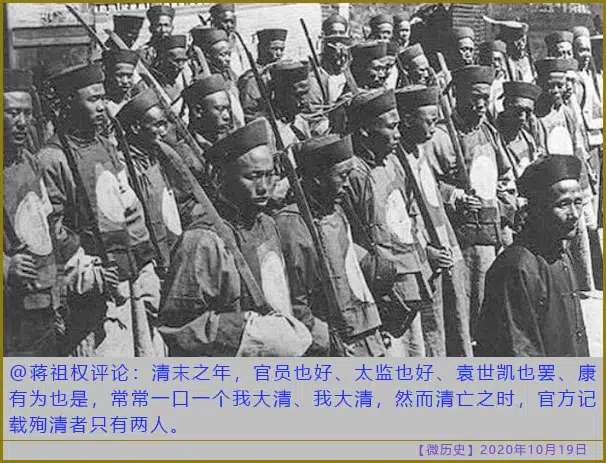 @蒋祖权评论：清末之年，官员也好、太监也好、袁世凯也罢、康
有为也是，常常一口一个我大清、我大清，然而清亡之时，官方记
载殉清者只有两人。
【微历史】2020年10月19日